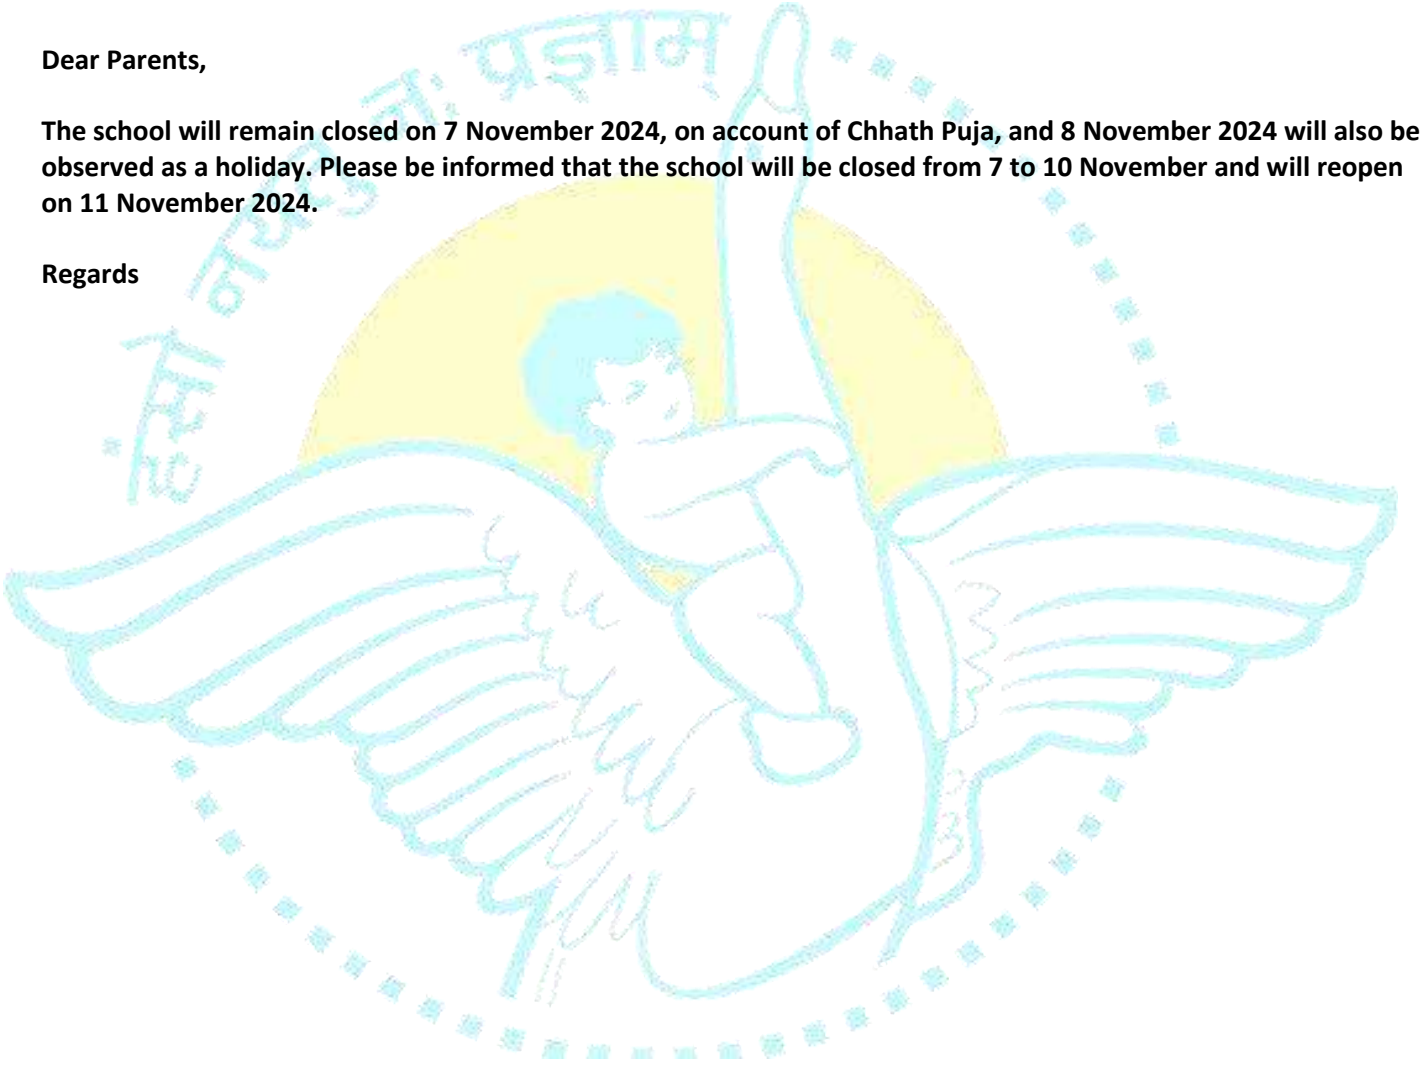 हंसो नयतु नः प्रज्ञाम्
Dear Parents,
The school will remain closed on 7 November 2024, on account of Chhath Puja, and 8 November 2024 will also be
observed as a holiday. Please be informed that the school will be closed from 7 to 10 November and will reopen
on 11 November 2024.
Regards